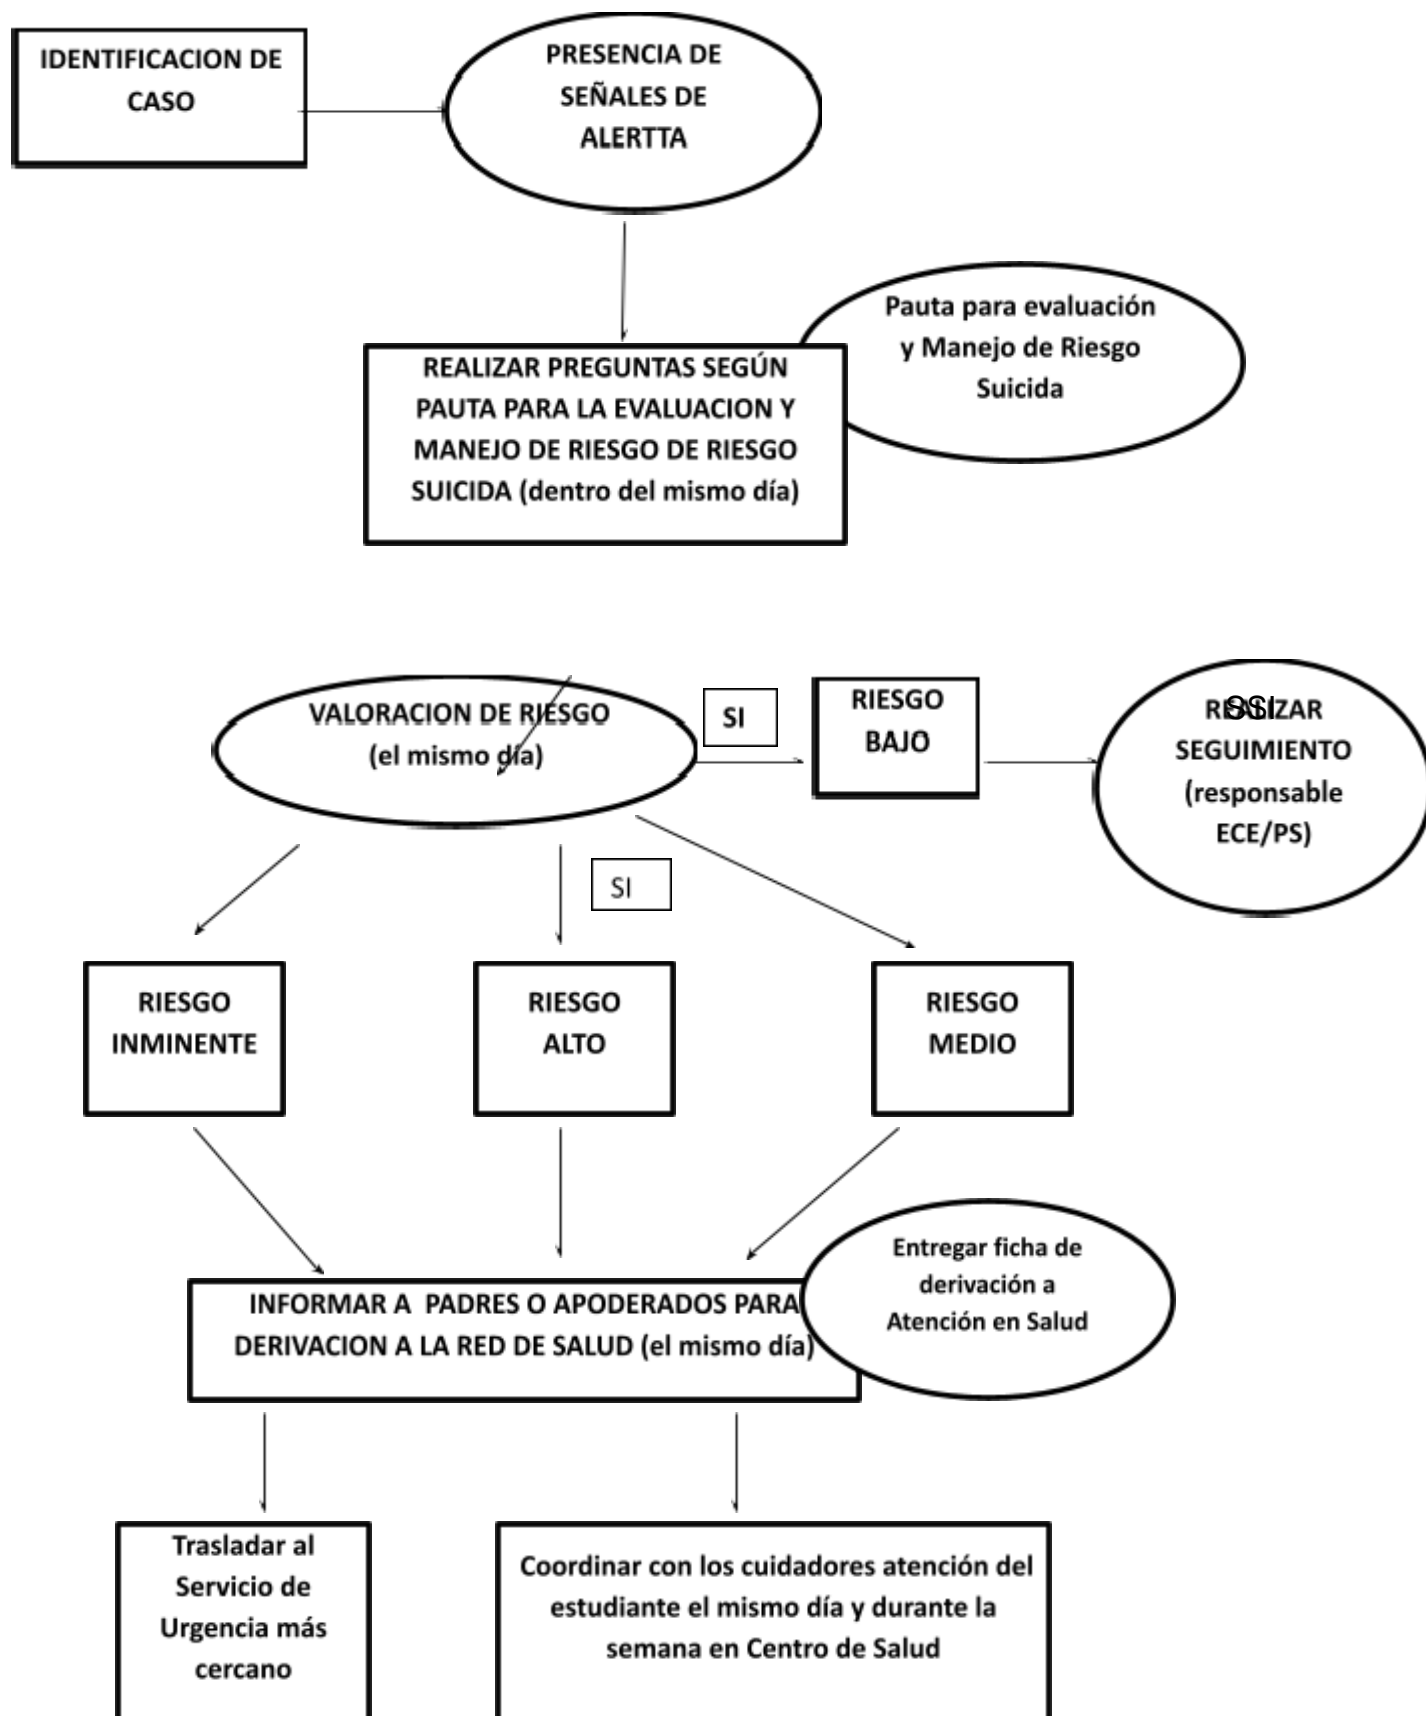 IDENTIFICACION DE
CASO
PRESENCIA DE
SEÑALES DE
ALERTTA
Pauta para evaluación
y Manejo de Riesgo
Suicida
REALIZAR PREGUNTAS SEGÚN
PAUTA PARA LA EVALUACION Y
MANEJO DE RIESGO DE RIESGO
SUICIDA (dentro del mismo día)
VALORACION DE RIESGO
(el mismo día)
SI
RIESGO
BAJO
SSI
REALIZAR
SEGUIMIENTO
(responsable
ECE/PS)
SI
RIESGO
INMINENTE
RIESGO
ALTO
RIESGO
MEDIO
INFORMAR A  PADRES O APODERADOS PARA
DERIVACION A LA RED DE SALUD (el mismo día)
Entregar ficha de
derivación a
Atención en Salud
Trasladar al
Servicio de
Urgencia más
cercano
Coordinar con los cuidadores atención del
estudiante el mismo día y durante la
semana en Centro de Salud